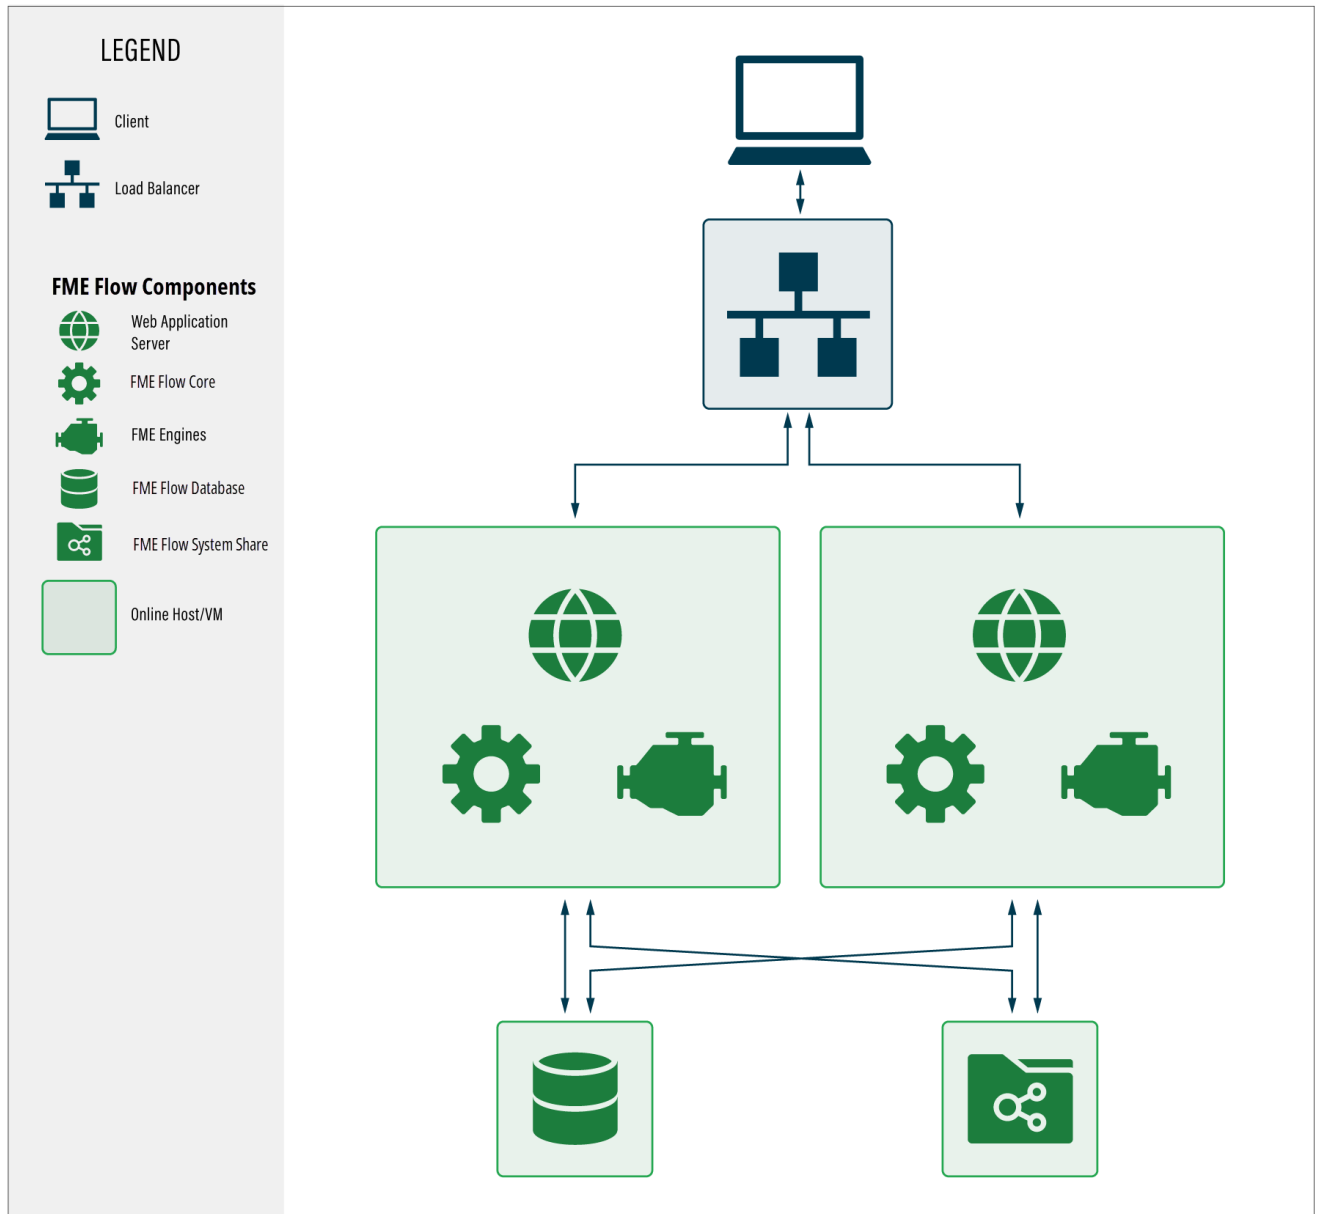 LEGEND
Client
Load Balancer
FME Flow Components
Web Application
Server
FME Flow Core
FME Engines
FME Flow Database
FME Flow System Share
Online Host/VM